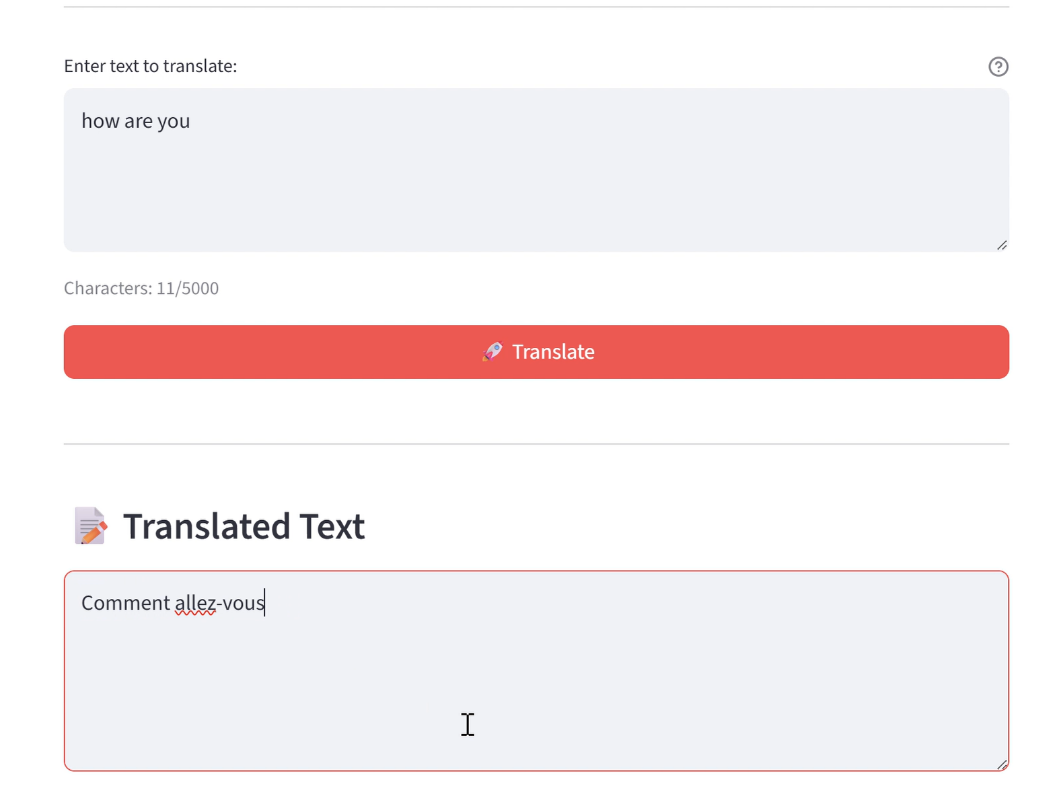 Enter text to translate:
how are you
Characters: 11/5000
🚀 Translate
📝 Translated Text
Comment allez-vous